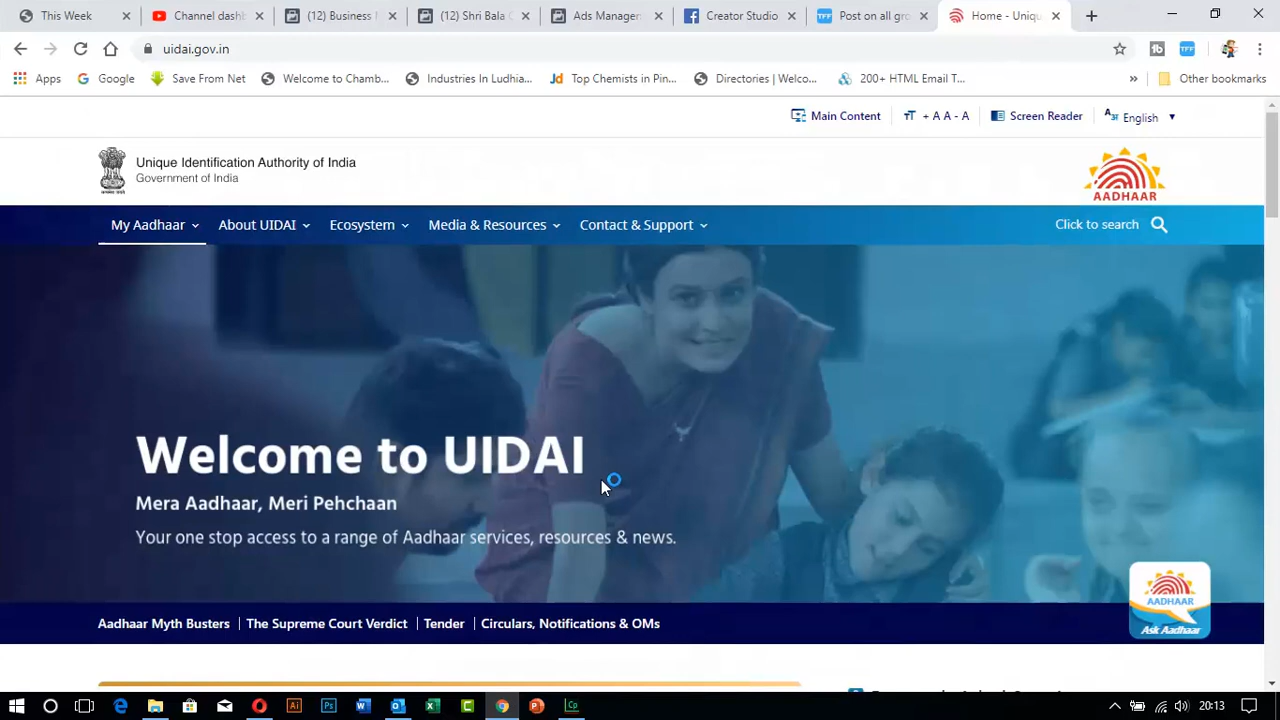 This Week
Channel dashb
(12) Business
(12) Shri Bala
Ads Manager
Creator Studio
Post on all gro
Home - Uniqu
uidai.gov.in
Apps
Google
Save From Net
Welcome to Chamb...
Industries In Ludhia...
Top Chemists in Pin...
Directories | Welco...
200+ HTML Email T...
»
Other bookmarks
Main Content
+ A A - A
Screen Reader
English
Unique Identification Authority of India
Government of India
AADHAAR
My Aadhaar
About UIDAI
Ecosystem
Media & Resources
Contact & Support
Click to search
Welcome to UIDAI
Mera Aadhaar, Meri Pehchaan
Your one stop access to a range of Aadhaar services, resources & news.
AADHAAR
Ask Aadhaar
Aadhaar Myth Busters
The Supreme Court Verdict
Tender
Circulars, Notifications & OMs
20:13